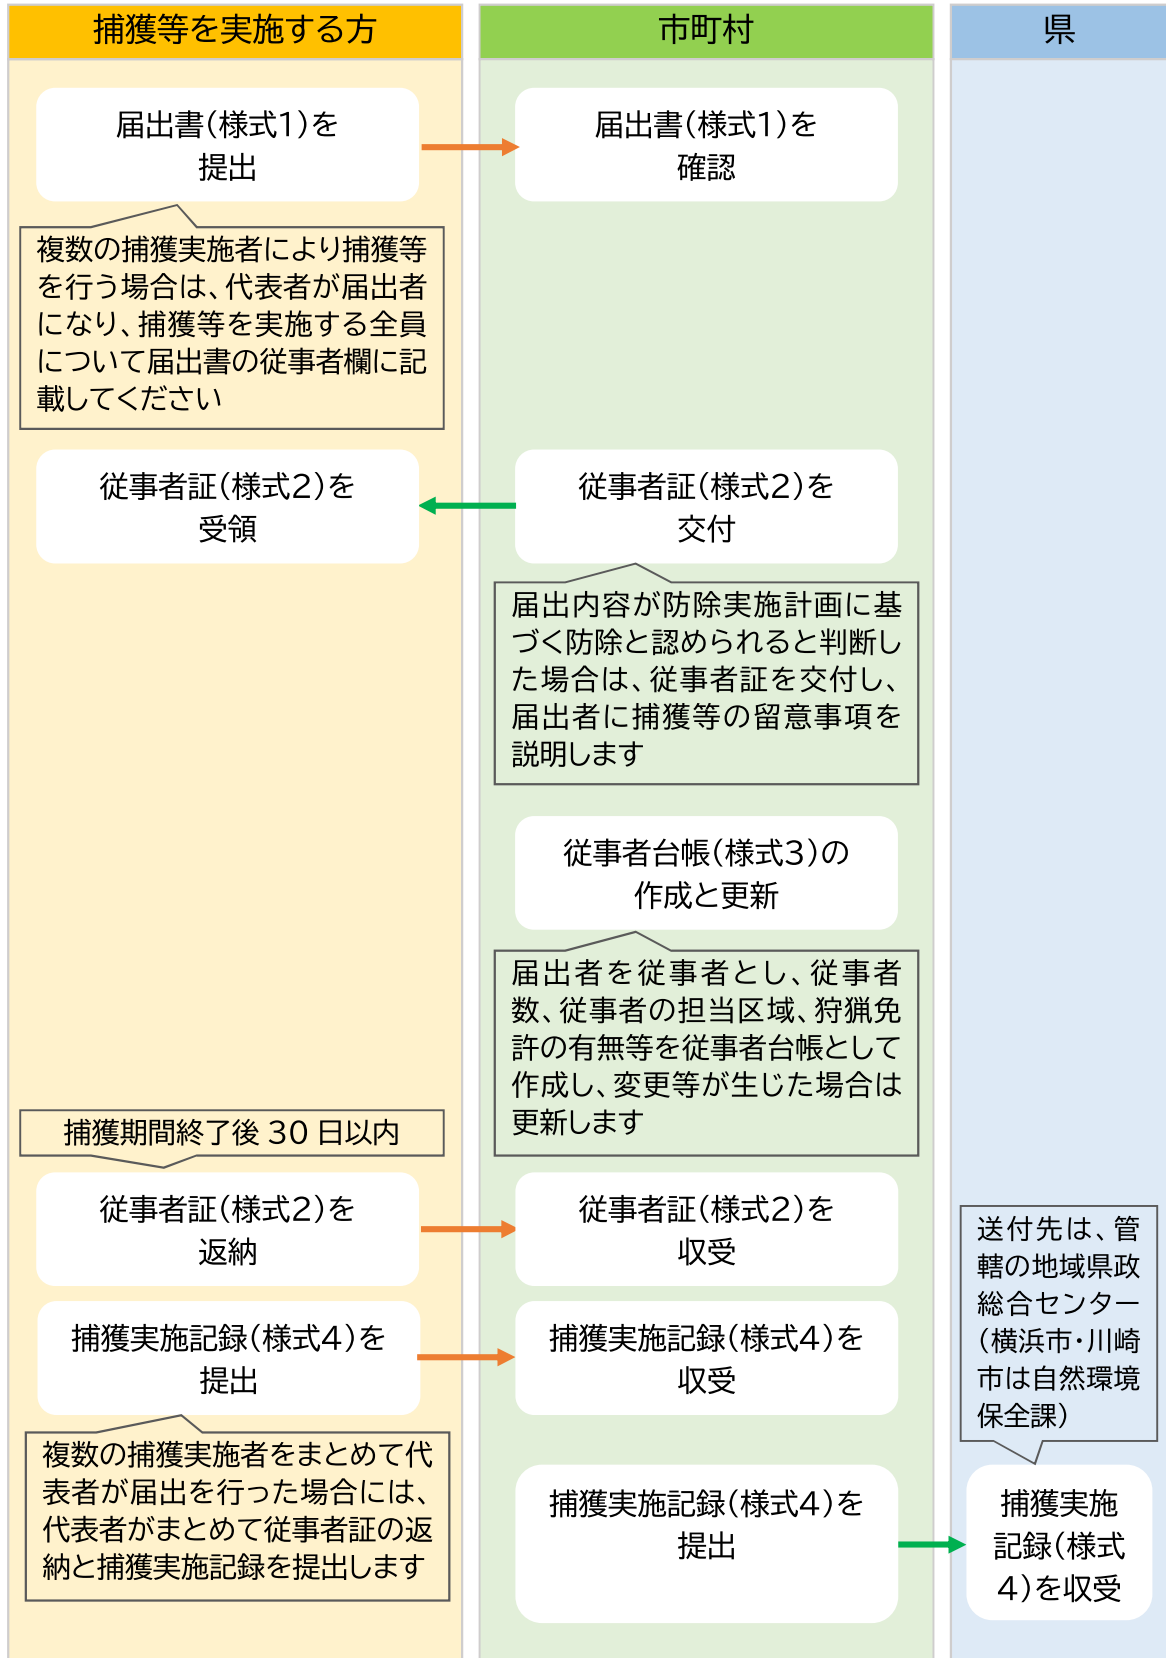 捕獲等を実施する方
市町村
県
届出書（様式1）を
提出
届出書（様式1）を
確認
複数の捕獲実施者により捕獲等
を行う場合は、代表者が届出者
になり、捕獲等を実施する全員
について届出書の従事者欄に記
載してください
従事者証（様式2）を
受領
従事者証（様式2）を
交付
届出内容が防除実施計画に基
づく防除と認められると判断し
た場合は、従事者証を交付し、
届出者に捕獲等の留意事項を
説明します
従事者台帳（様式3）の
作成と更新
届出者を従事者とし、従事者
数、従事者の担当区域、狩猟免
許の有無等を従事者台帳として
作成し、変更等が生じた場合は
更新します
捕獲期間終了後 30 日以内
従事者証（様式2）を
返納
従事者証（様式2）を
収受
捕獲実施記録（様式4）を
提出
捕獲実施記録（様式4）を
収受
複数の捕獲実施者をまとめて代
表者が届出を行った場合には、
代表者がまとめて従事者証の返
納と捕獲実施記録を提出します
捕獲実施記録（様式4）を
提出
送付先は、管
轄の地域県政
総合センター
（横浜市・川崎
市は自然環境
保全課）
捕獲実施
記録（様式
4）を収受